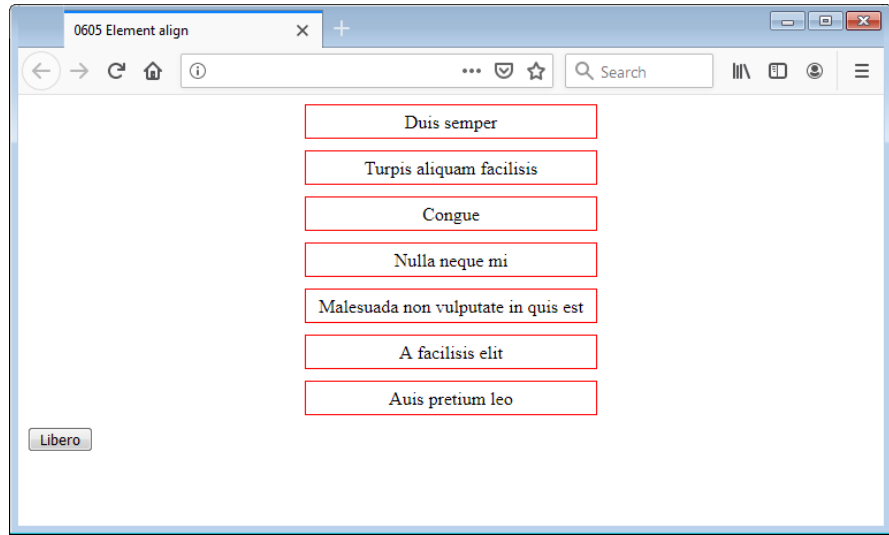 0605 Element align
Search
Duis semper
Turpis aliquam facilisis
Congue
Nulla neque mi
Malesuada non vulputate in quis est
A facilisis elit
Auis pretium leo
Libero